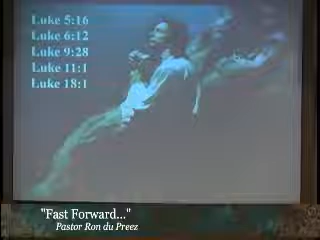 Luke 5:16
Luke 6:12
Luke 9:28
Luke 11:1
Luke 18:1
"Fast Forward..."
Pastor Ron du Preez